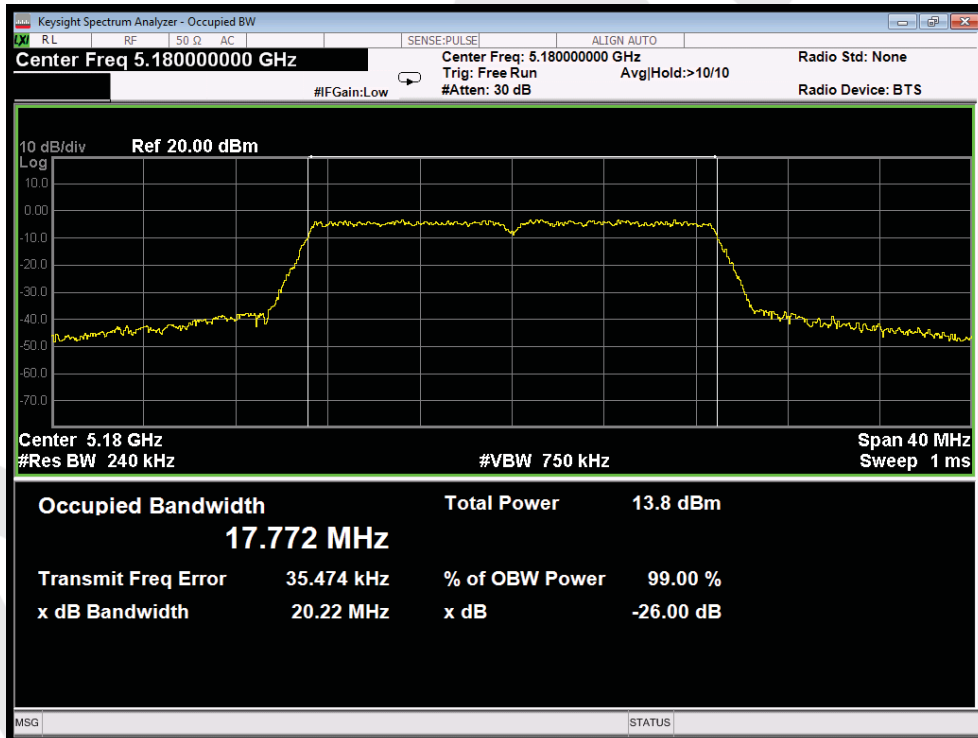 Keysight Spectrum Analyzer - Occupied BW
LXI RL RF 50 Ω AC SENSE:PULSE ALIGN AUTO
Center Freq 5.180000000 GHz Center Freq: 5.180000000 GHz Radio Std: None
Trig: Free Run Avg|Hold:>10/10
#IFGain:Low #Atten: 30 dB Radio Device: BTS
10 dB/div Ref 20.00 dBm
Log
10.0
0.00
-10.0
-20.0
-30.0
-40.0
-50.0
-60.0
-70.0
Center 5.18 GHz Span 40 MHz
#Res BW 240 kHz #VBW 750 kHz Sweep 1 ms
Occupied Bandwidth Total Power 13.8 dBm
17.772 MHz
Transmit Freq Error 35.474 kHz % of OBW Power 99.00 %
x dB Bandwidth 20.22 MHz x dB -26.00 dB
MSG STATUS